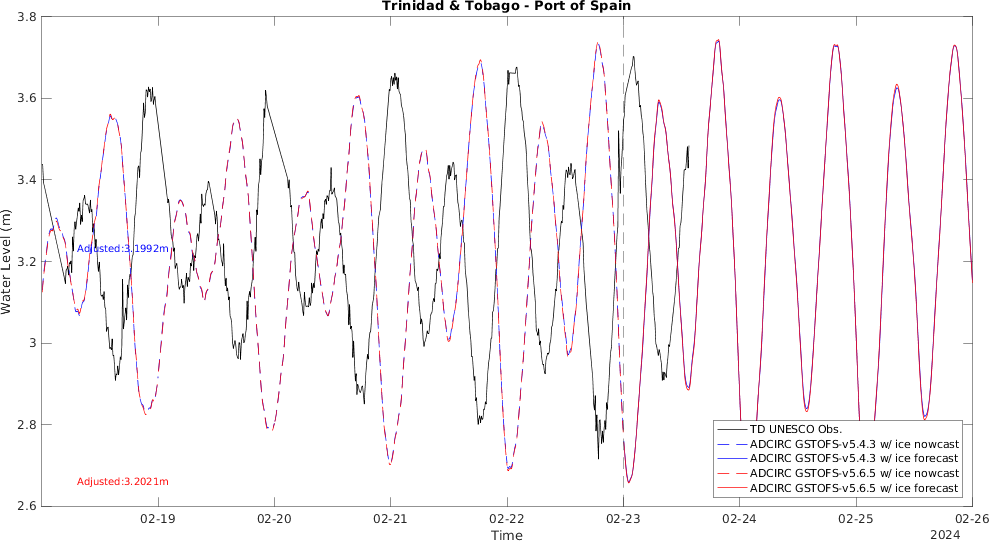 Trinidad & Tobago - Port of Spain
3.8
3.6
3.4
3.2
3
2.8
2.6
Water Level (m)
Adjusted:3.1992m
Adjusted:3.2021m
TD UNESCO Obs.
ADCIRC GSTOFS-v5.4.3 w/ ice nowcast
ADCIRC GSTOFS-v5.4.3 w/ ice forecast
ADCIRC GSTOFS-v5.6.5 w/ ice nowcast
ADCIRC GSTOFS-v5.6.5 w/ ice forecast
02-19 02-20 02-21 02-22 02-23 02-24 02-25 02-26
Time
2024